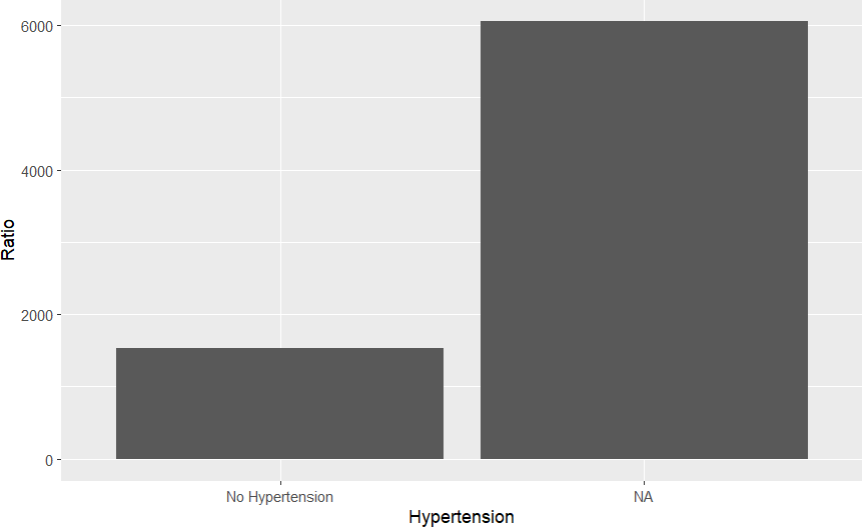 6000
4000
2000
0
Ratio
No Hypertension
NA
Hypertension